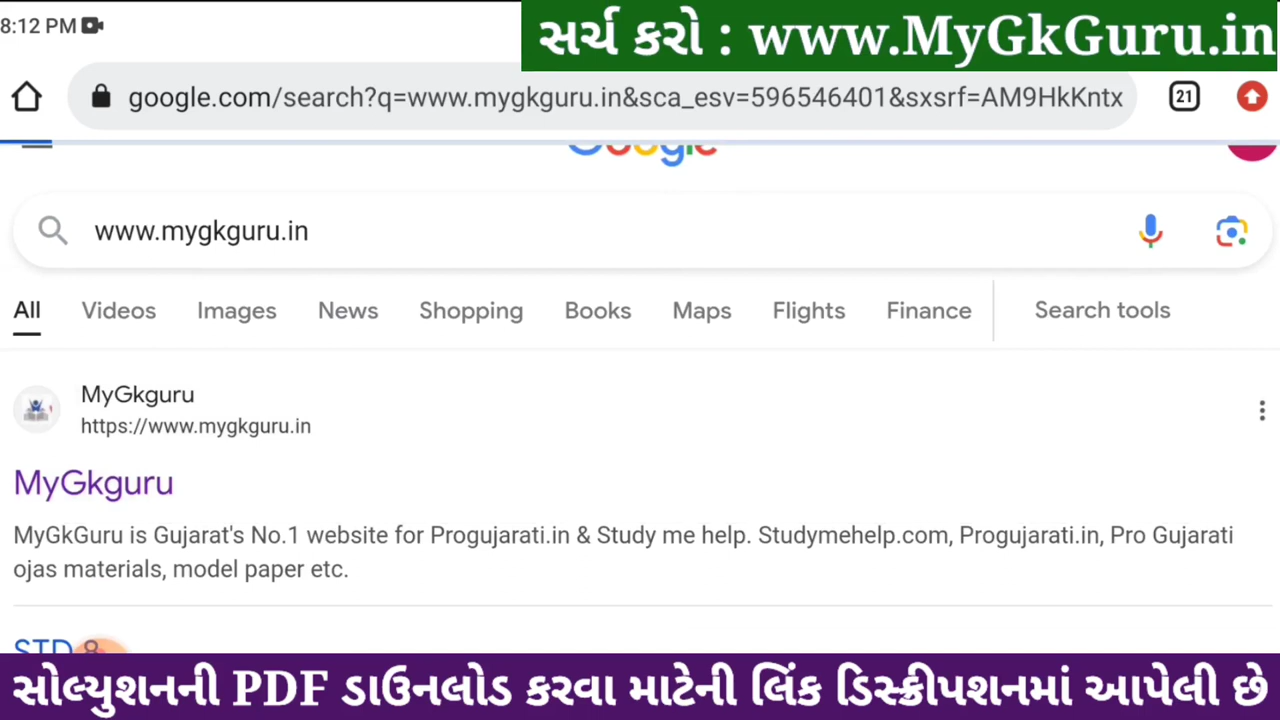 8:12 PM
સર્ચ કરો : www.MyGkGuru.in
google.com/search?q=www.mygkguru.in&sca_esv=596546401&sxsrf=AM9HkKntx
21
Google
www.mygkguru.in
All Videos Images News Shopping Books Maps Flights Finance Search tools
MyGkguru
https://www.mygkguru.in
MyGkguru
MyGkGuru is Gujarat's No.1 website for Progujarati.in & Study me help. Studymehelp.com, Progujarati.in, Pro Gujarati
ojas materials, model paper etc.
STD 8
સોલ્યુશનની PDF ડાઉનલોડ કરવા માટેની લિંક ડિસ્ક્રીપશનમાં આપેલી છે